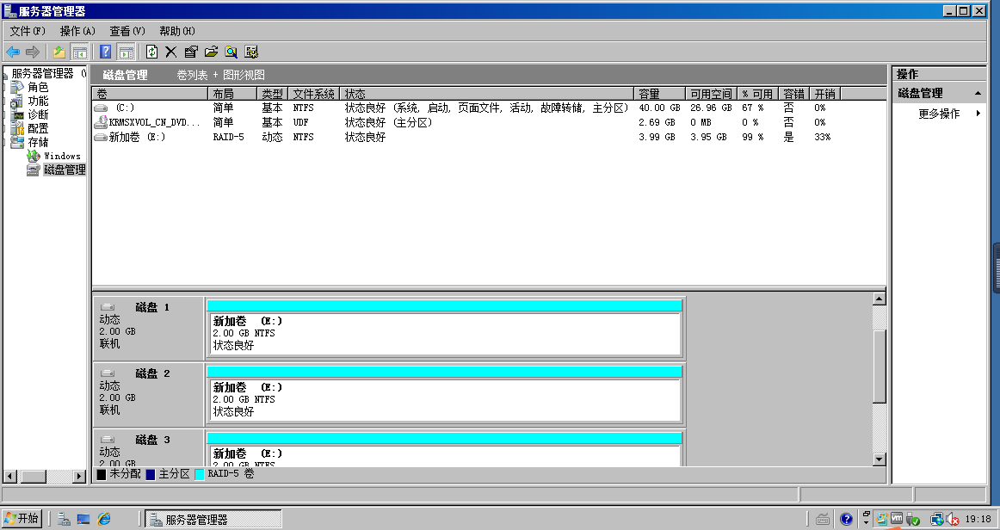 服务器管理器
文件(F) 操作(A) 查看(V) 帮助(H)
服务器管理器 (
角色
功能
诊断
配置
存储
Windows
磁盘管理
磁盘管理 卷列表 + 图形视图
卷 布局 类型 文件系统 状态 容量 可用空间 % 可用 容错 开销
(C:) 简单 基本 NTFS 状态良好 (系统, 启动, 页面文件, 活动, 故障转储, 主分区) 40.00 GB 26.96 GB 67 % 否 0%
KRMSXVOL_CN_DVD... 简单 基本 UDF 状态良好 (主分区) 2.69 GB 0 MB 0 % 否 0%
新加卷 (E:) RAID-5 动态 NTFS 状态良好 3.99 GB 3.95 GB 99 % 是 33%
磁盘 1
动态
2.00 GB
联机
新加卷 (E:)
2.00 GB NTFS
状态良好
磁盘 2
动态
2.00 GB
联机
新加卷 (E:)
2.00 GB NTFS
状态良好
磁盘 3
动态
2.00 GB
新加卷 (E:)
2.00 GB NTFS
未分配 主分区 RAID-5 卷
操作
磁盘管理
更多操作
开始
服务器管理器
19:18